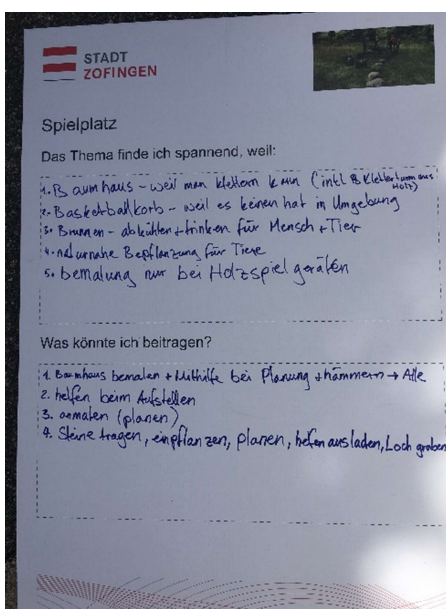 STADT
ZOFINGEN
Spielplatz
Das Thema finde ich spannend, weil:
1. Baumhaus – weil man klettern kann (inkl. Kletterturm aus
Holz)
2. Basketballkorb – weil es keinen hat in Umgebung
3. Brunnen – abkühlen + trinken für Mensch + Tier
4. naturnahe Bepflanzung für Tiere
5. bemalung nur bei Holzspielgeräten
Was könnte ich beitragen?
1. Baumhaus bemalen + Mithilfe bei Planung + hämmern → Alle
2. helfen beim Aufstellen
3. anmalen (planen)
4. Steine tragen, einpflanzen, planen, helfen ausladen, Loch graben